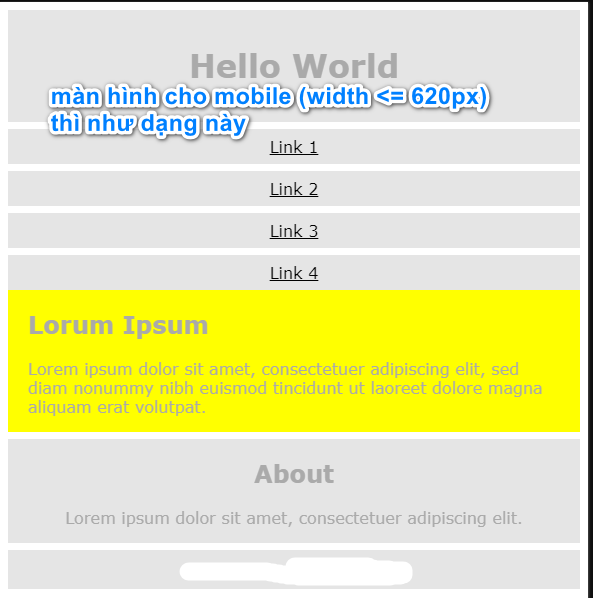 Hello World
màn hình cho mobile (width <= 620px)
thì như dạng này
Link 1
Link 2
Link 3
Link 4
Lorum Ipsum
Lorem ipsum dolor sit amet, consectetuer adipiscing elit, sed
diam nonummy nibh euismod tincidunt ut laoreet dolore magna
aliquam erat volutpat.
About
Lorem ipsum dolor sit amet, consectetuer adipiscing elit.